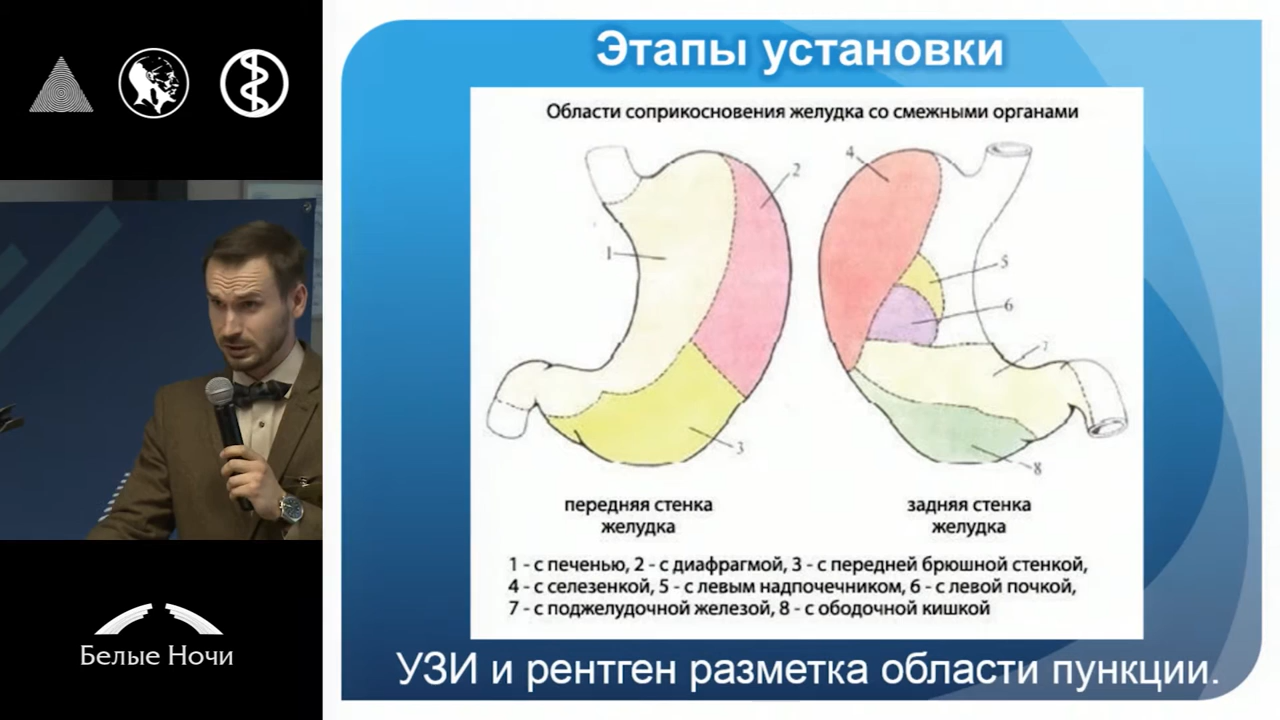 Этапы установки
Области соприкосновения желудка со смежными органами
1
2
3
4
5
6
7
8
передняя стенка
желудка
задняя стенка
желудка
1 - с печенью, 2 - с диафрагмой, 3 - с передней брюшной стенкой,
4 - с селезенкой, 5 - с левым надпочечником, 6 - с левой почкой,
7 - с поджелудочной железой, 8 - с ободочной кишкой
УЗИ и рентген разметка области пункции.
Белые Ночи